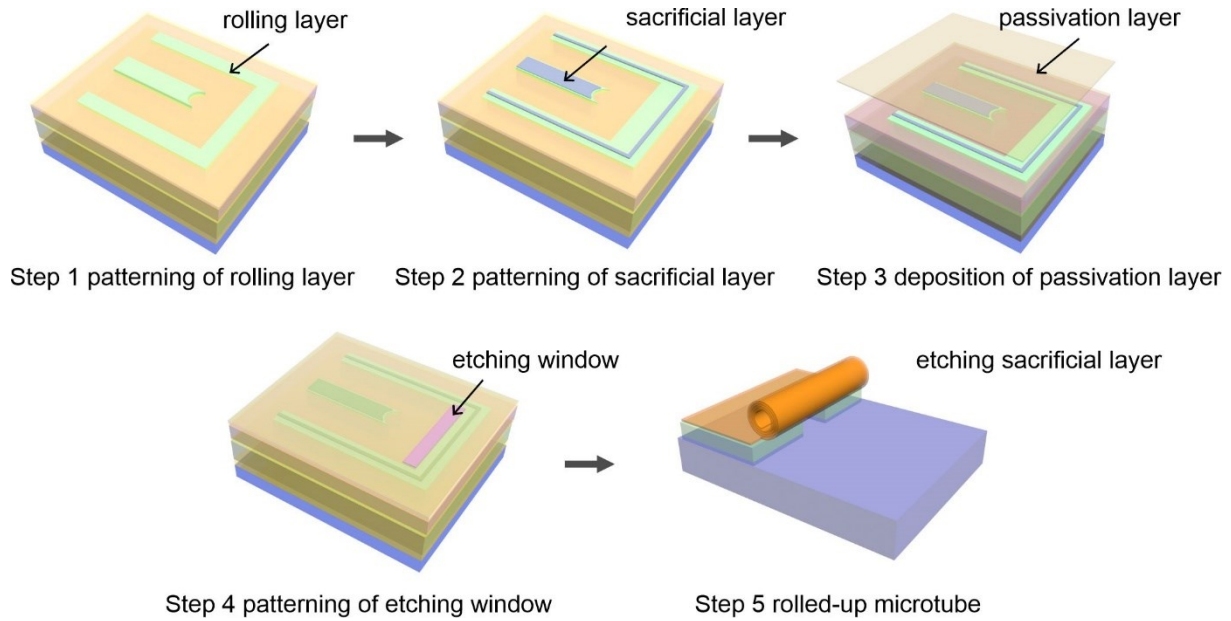 rolling layer
sacrificial layer
passivation layer
Step 1 patterning of rolling layer
Step 2 patterning of sacrificial layer
Step 3 deposition of passivation layer
etching window
etching sacrificial layer
Step 4 patterning of etching window
Step 5 rolled-up microtube